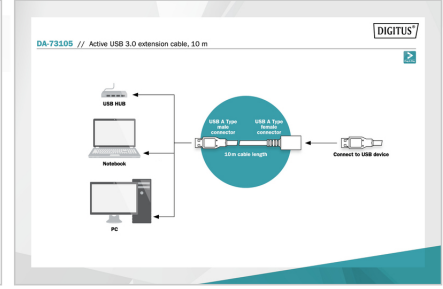 DIGITUS®
DA-73105 // Active USB 3.0 extension cable, 10 m
USB HUB
USB A Type
male
connector
USB A Type
female
connector
10m cable length
Notebook
Connect to USB device
PC